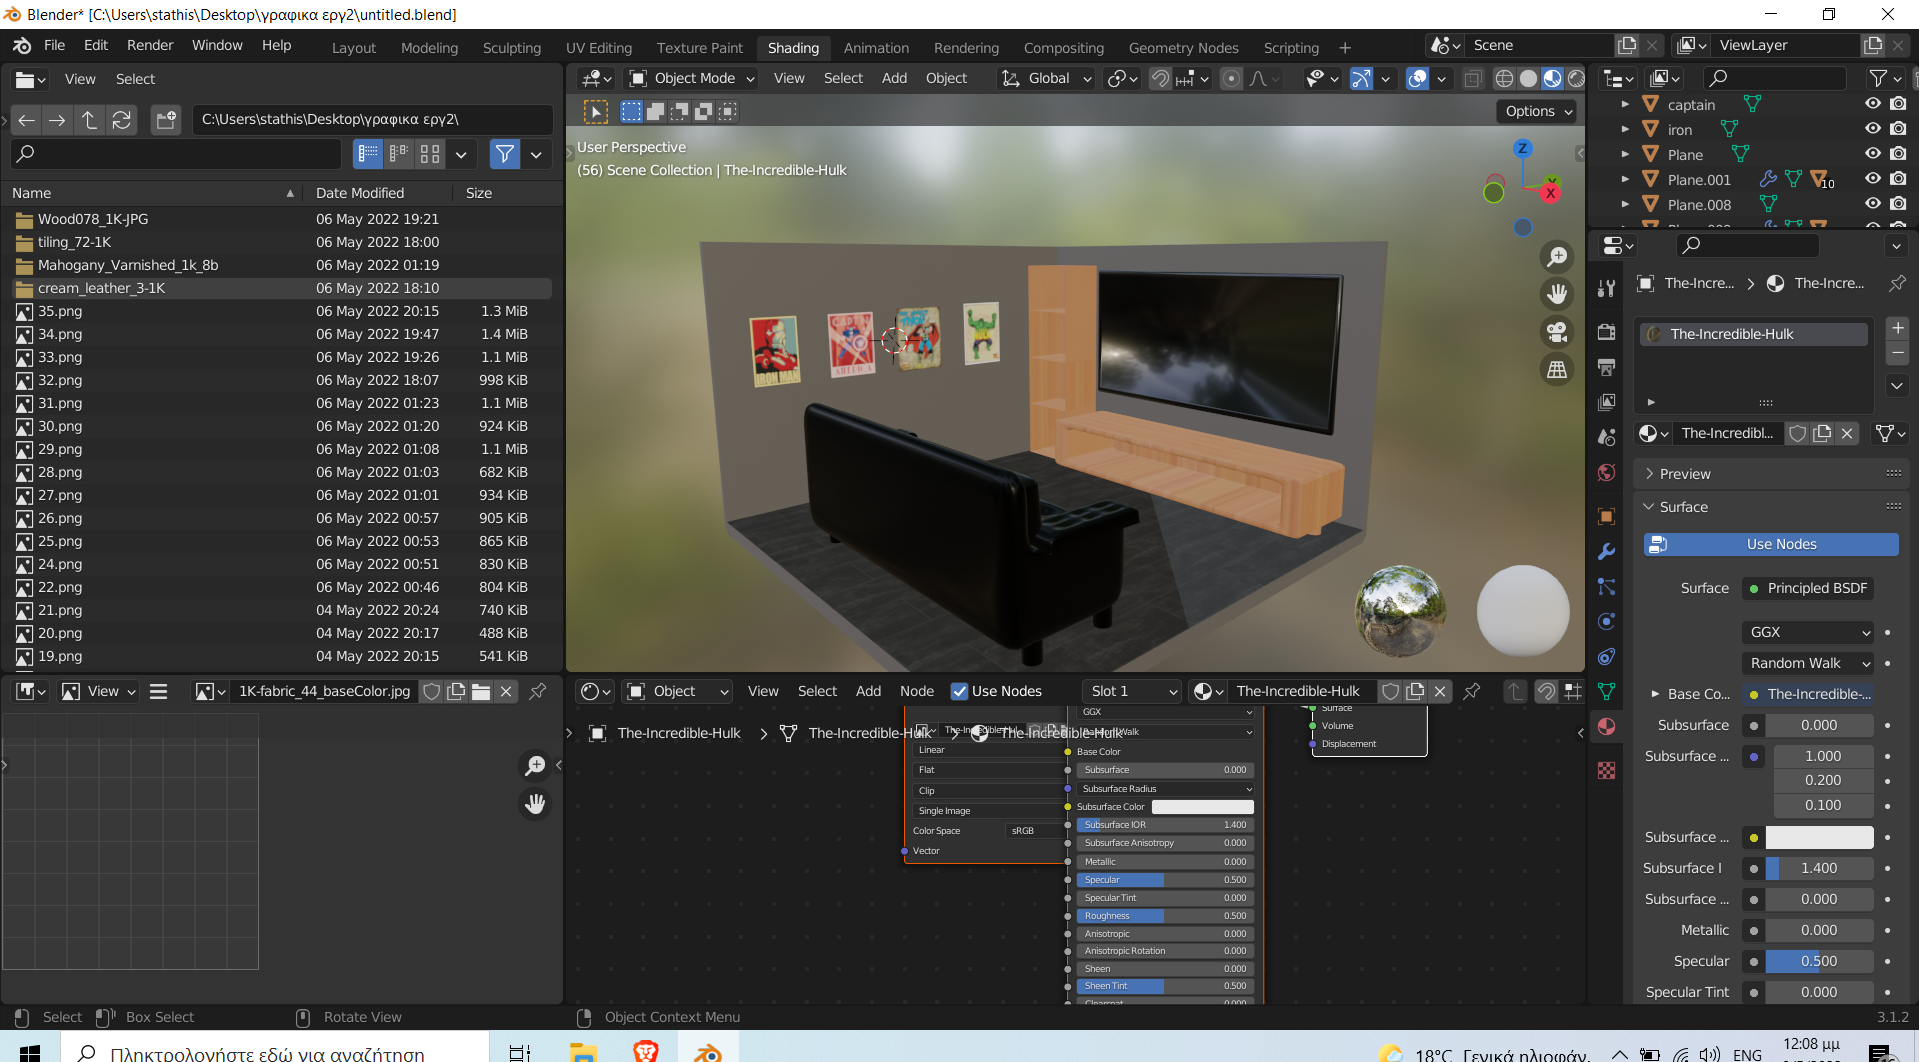 Blender* [C:\Users\stathis\Desktop\γραφικα εργ2\untitled.blend]
File Edit Render Window Help Layout Modeling Sculpting UV Editing Texture Paint Shading Animation Rendering Compositing Geometry Nodes Scripting + Scene ViewLayer
View Select
Object Mode View Select Add Object Global
C:\Users\stathis\Desktop\γραφικα εργ2\
Options
Name Date Modified Size
Wood078_1K-JPG 06 May 2022 19:21
tiling_72-1K 06 May 2022 18:00
Mahogany_Varnished_1k_8b 06 May 2022 01:19
cream_leather_3-1K 06 May 2022 18:10
35.png 06 May 2022 20:15 1.3 MiB
34.png 06 May 2022 19:47 1.4 MiB
33.png 06 May 2022 19:26 1.1 MiB
32.png 06 May 2022 18:07 998 KiB
31.png 06 May 2022 01:23 1.1 MiB
30.png 06 May 2022 01:20 924 KiB
29.png 06 May 2022 01:08 1.1 MiB
28.png 06 May 2022 01:03 682 KiB
27.png 06 May 2022 01:01 934 KiB
26.png 06 May 2022 00:57 905 KiB
25.png 06 May 2022 00:53 865 KiB
24.png 06 May 2022 00:51 830 KiB
22.png 06 May 2022 00:46 804 KiB
21.png 04 May 2022 20:24 740 KiB
20.png 04 May 2022 20:17 488 KiB
19.png 04 May 2022 20:15 541 KiB
User Perspective
(56) Scene Collection | The-Incredible-Hulk
Z
Y
X
IRON MAN
AMERICA
captain
iron
Plane
Plane.001 10
Plane.008
The-Incre... > The-Incre...
The-Incredible-Hulk
The-Incredibl...
Preview
Surface
Use Nodes
Surface Principled BSDF
GGX
Random Walk
Base Co... The-Incredible-...
Subsurface 0.000
Subsurface ... 1.000
0.200
0.100
Subsurface ...
Subsurface I 1.400
Subsurface ... 0.000
Metallic 0.000
Specular 0.500
Specular Tint 0.000
View 1K-fabric_44_baseColor.jpg
Object View Select Add Node Use Nodes Slot 1 The-Incredible-Hulk
The-Incredible-Hulk > The-Incredible-Hulk > The-Incredible-Hulk
Linear
Flat
Clip
Single Image
Color Space sRGB
Vector
GGX
Base Color
Subsurface 0.000
Subsurface Radius
Subsurface Color
Subsurface IOR 1.400
Subsurface Anisotropy 0.000
Metallic 0.000
Specular 0.500
Specular Tint 0.000
Roughness 0.500
Anisotropic 0.000
Anisotropic Rotation 0.000
Sheen 0.000
Sheen Tint 0.500
Clearcoat 0.000
Surface
Volume
Displacement
Select Box Select Rotate View Object Context Menu 3.1.2
Πληκτρολογήστε εδώ για αναζήτηση
18°C Γενικά ηλιοφάν. ENG 12:08 μμ